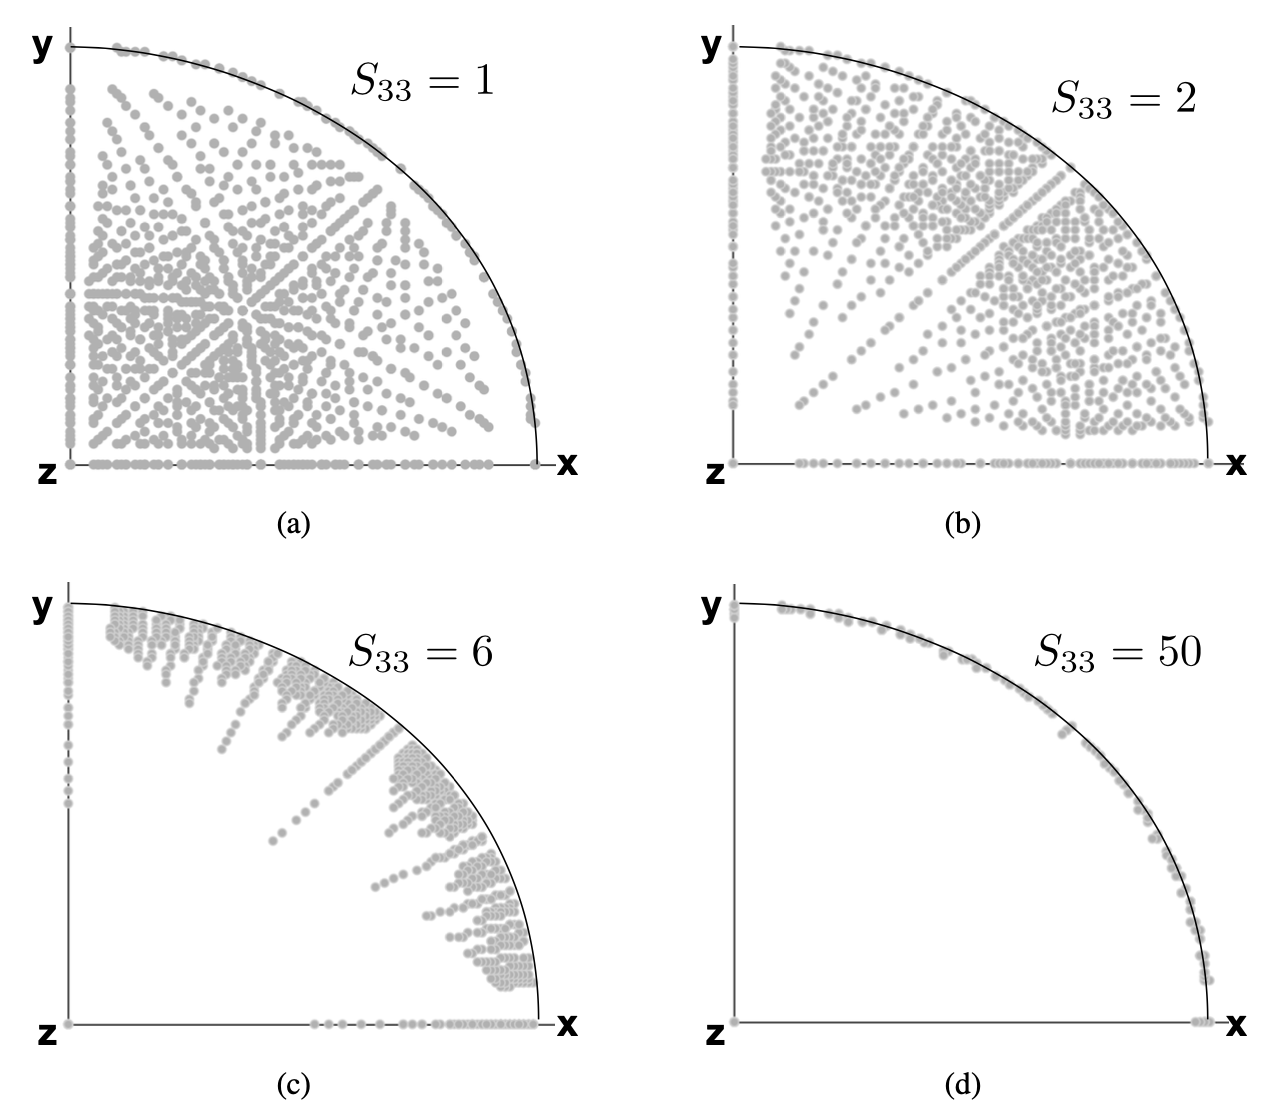 y
S33 = 1
z
x
(a)
y
S33 = 2
z
x
(b)
y
S33 = 6
z
x
(c)
y
S33 = 50
z
x
(d)